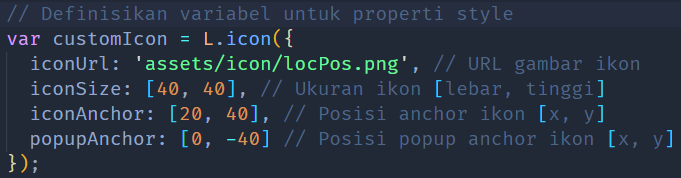 // Definisikan variabel untuk properti style
var customIcon = L.icon({
  iconUrl: 'assets/icon/locPos.png', // URL gambar ikon
  iconSize: [40, 40], // Ukuran ikon [lebar, tinggi]
  iconAnchor: [20, 40], // Posisi anchor ikon [x, y]
  popupAnchor: [0, -40] // Posisi popup anchor ikon [x, y]
});